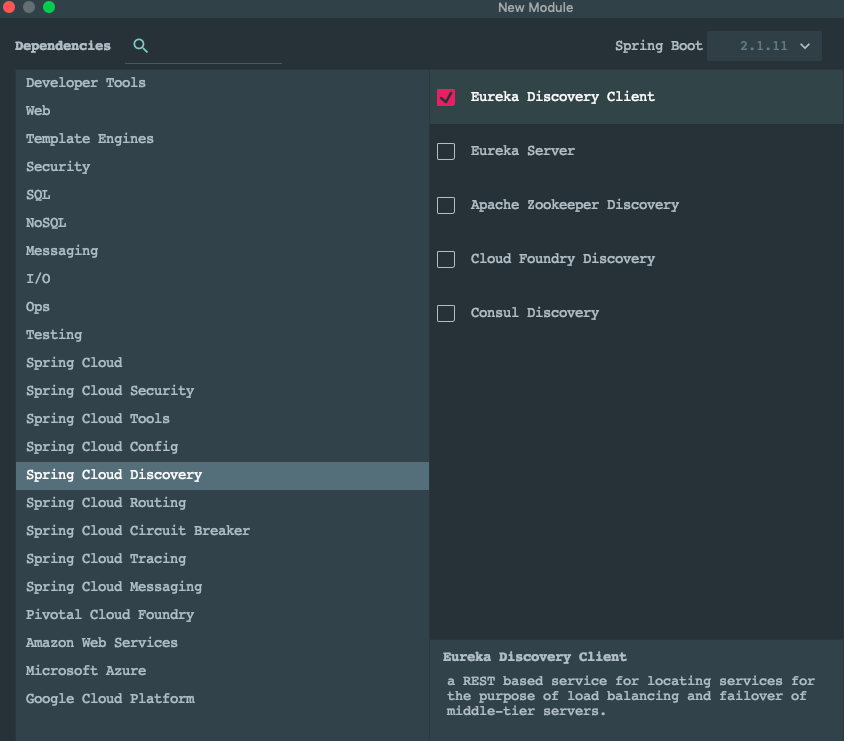 New Module
Dependencies
Spring Boot 2.1.11
Developer Tools
Web
Template Engines
Security
SQL
NoSQL
Messaging
I/O
Ops
Testing
Spring Cloud
Spring Cloud Security
Spring Cloud Tools
Spring Cloud Config
Spring Cloud Discovery
Spring Cloud Routing
Spring Cloud Circuit Breaker
Spring Cloud Tracing
Spring Cloud Messaging
Pivotal Cloud Foundry
Amazon Web Services
Microsoft Azure
Google Cloud Platform
Eureka Discovery Client
Eureka Server
Apache Zookeeper Discovery
Cloud Foundry Discovery
Consul Discovery
Eureka Discovery Client
a REST based service for locating services for
the purpose of load balancing and failover of
middle-tier servers.